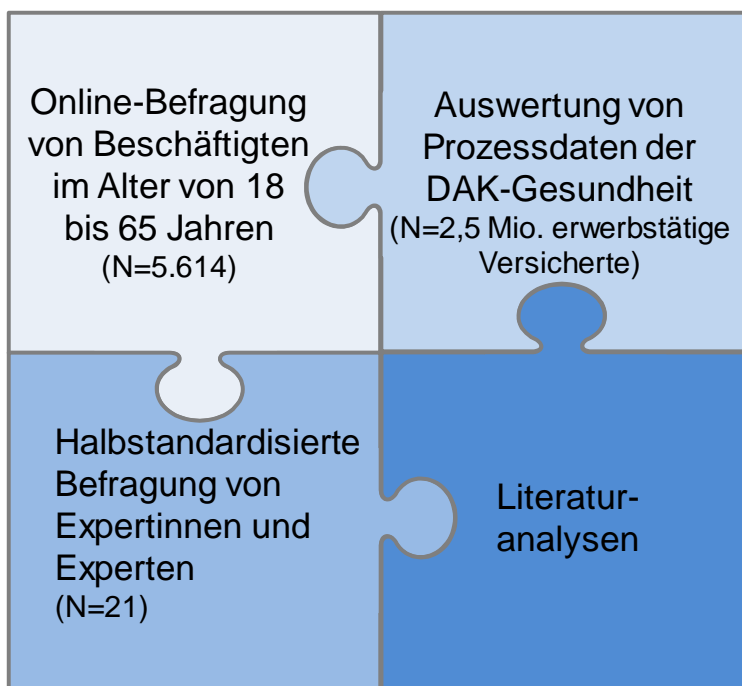 Online-Befragung
von Beschäftigten
im Alter von 18
bis 65 Jahren
(N=5.614)
Auswertung von
Prozessdaten der
DAK-Gesundheit
(N=2,5 Mio. erwerbstätige
Versicherte)
Halbstandardisierte
Befragung von
Expertinnen und
Experten
(N=21)
Literatur-
analysen